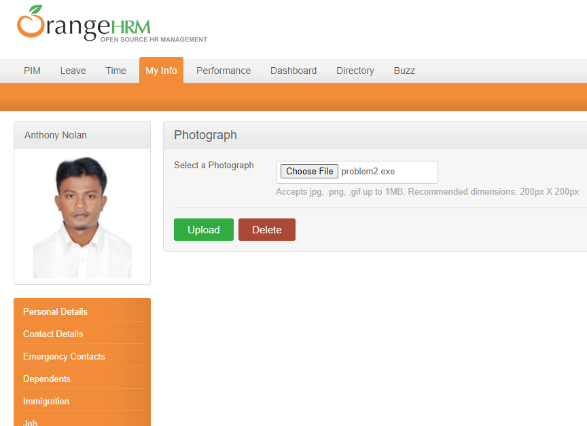 OrangeHRM
OPEN SOURCE HR MANAGEMENT
PIM Leave Time My Info Performance Dashboard Directory Buzz
Anthony Nolan
Photograph
Select a Photograph Choose File problem2.exe
Accepts jpg, .png, .gif up to 1MB. Recommended dimensions: 200px X 200px
Upload Delete
Personal Details
Contact Details
Emergency Contacts
Dependents
Immigration
Job